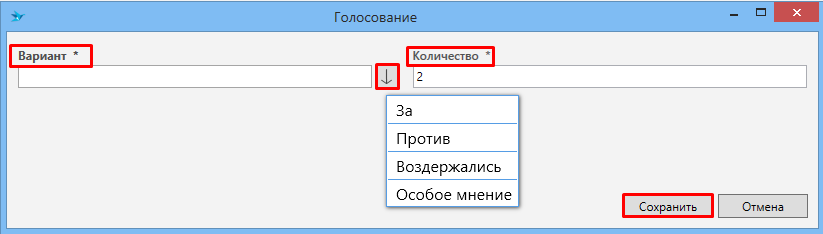 Голосование
Вариант *
Количество *
2
За
Против
Воздержались
Особое мнение
Сохранить
Отмена